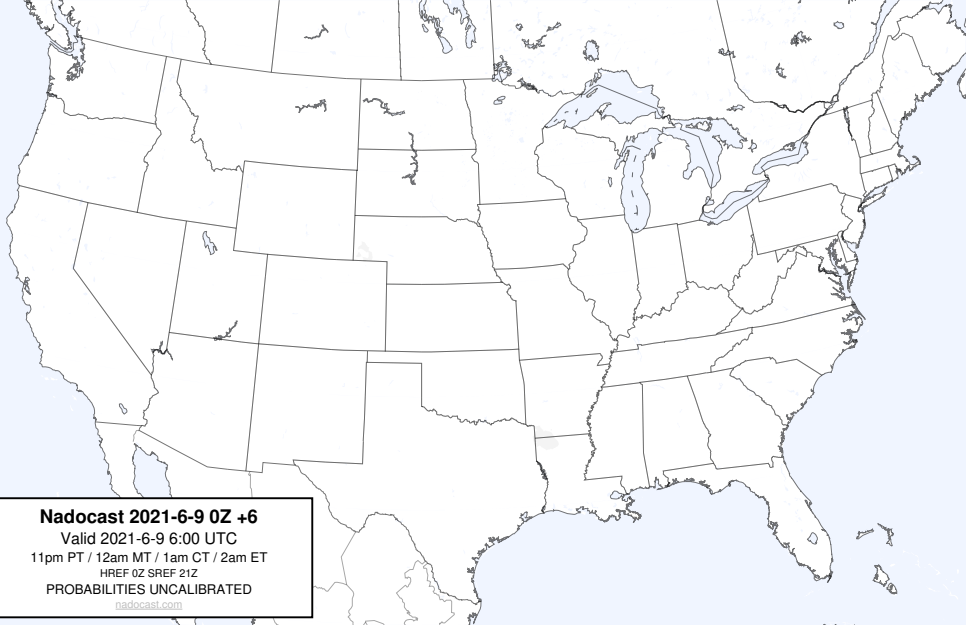 Nadocast 2021-6-9 0Z +6
Valid 2021-6-9 6:00 UTC
11pm PT / 12am MT / 1am CT / 2am ET
HREF 0Z SREF 21Z
PROBABILITIES UNCALIBRATED
nadocast.com